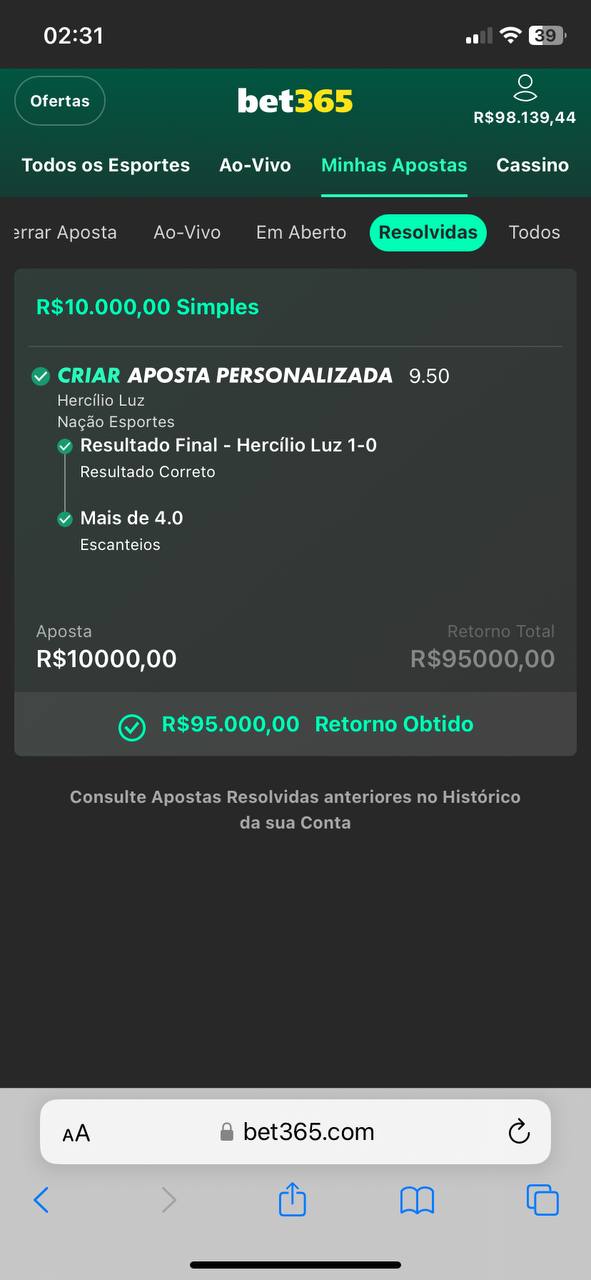 02:31
39
Ofertas
bet365
R$98.139,44
Todos os Esportes
Ao-Vivo
Minhas Apostas
Cassino
errar Aposta
Ao-Vivo
Em Aberto
Resolvidas
Todos
R$10.000,00 Simples
CRIAR APOSTA PERSONALIZADA 9.50
Hercílio Luz
Nação Esportes
Resultado Final - Hercílio Luz 1-0
Resultado Correto
Mais de 4.0
Escanteios
Aposta
Retorno Total
R$10000,00
R$95000,00
R$95.000,00 Retorno Obtido
Consulte Apostas Resolvidas anteriores no Histórico
da sua Conta
AA
bet365.com